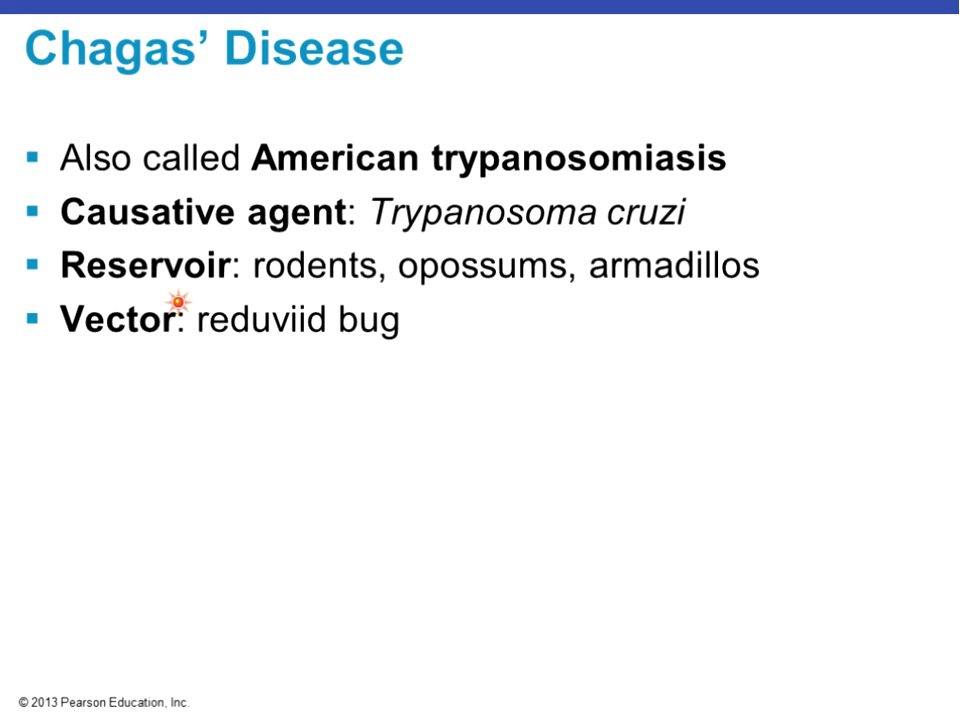 Chagas’ Disease
▪ Also called American trypanosomiasis
▪ Causative agent: Trypanosoma cruzi
▪ Reservoir: rodents, opossums, armadillos
▪ Vector: reduviid bug
© 2013 Pearson Education, Inc.